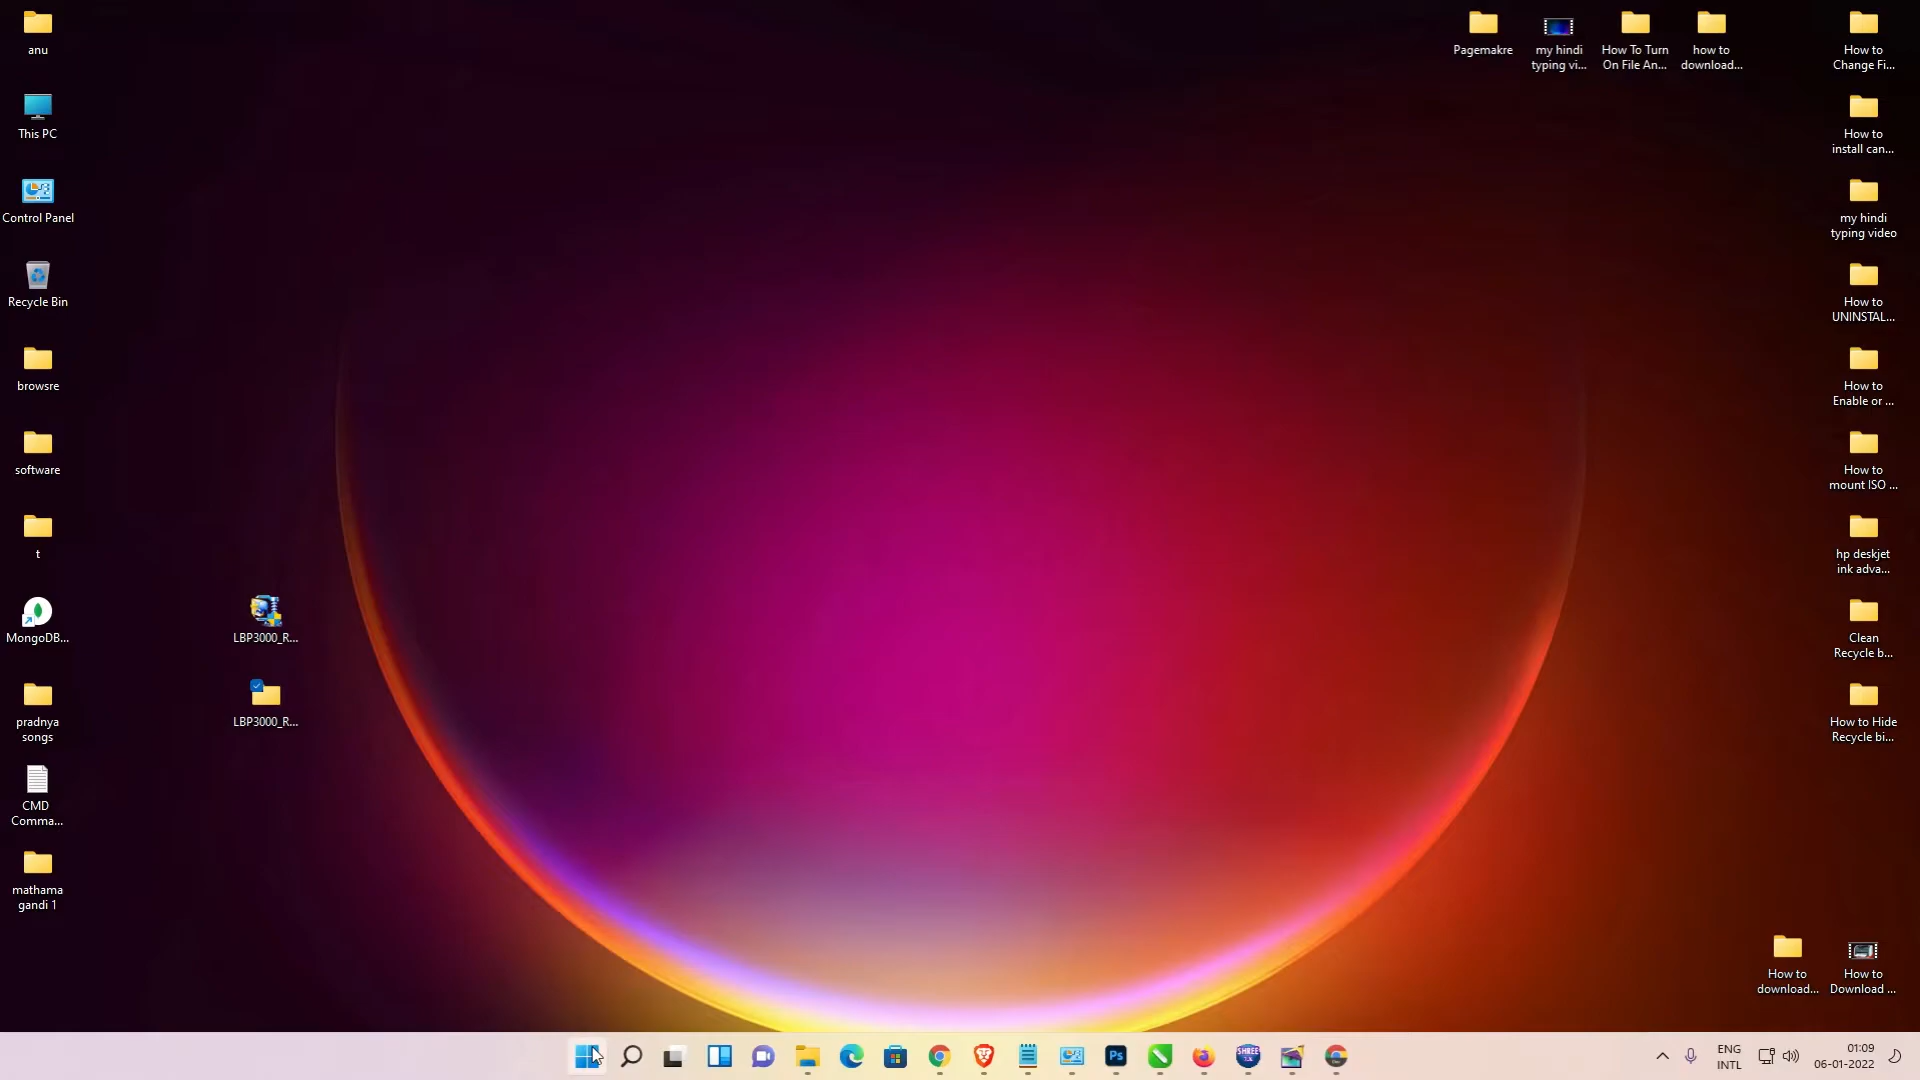 anu
This PC
Control Panel
Recycle Bin
browsre
software
t
MongoDB...
pradnya
songs
CMD
Comma...
mathama
gandi 1
LBP3000_R...
LBP3000_R...
Pagemakre
my hindi
typing vi...
How To Turn
On File An...
how to
download...
How to
Change Fi...
How to
install can...
my hindi
typing video
How to
UNINSTAL...
How to
Enable or ...
How to
mount ISO ...
hp deskjet
ink adva...
Clean
Recycle b...
How to Hide
Recycle bi...
How to
download...
How to
Download ...
Ps
SHREE
ENG
INTL
01:09
06-01-2022